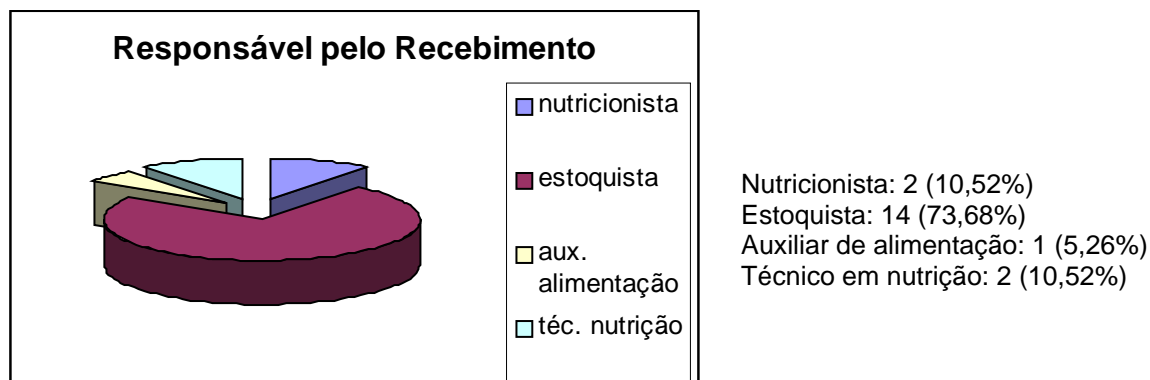 Responsável pelo Recebimento
nutricionista
estoquista
aux.
alimentação
téc. nutrição
Nutricionista: 2 (10,52%)
Estoquista: 14 (73,68%)
Auxiliar de alimentação: 1 (5,26%)
Técnico em nutrição: 2 (10,52%)